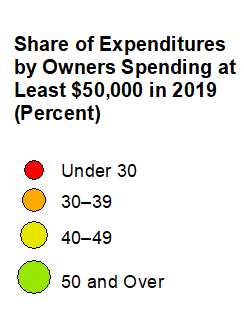 Share of Expenditures
by Owners Spending at
Least $50,000 in 2019
(Percent)
Under 30
30–39
40–49
50 and Over